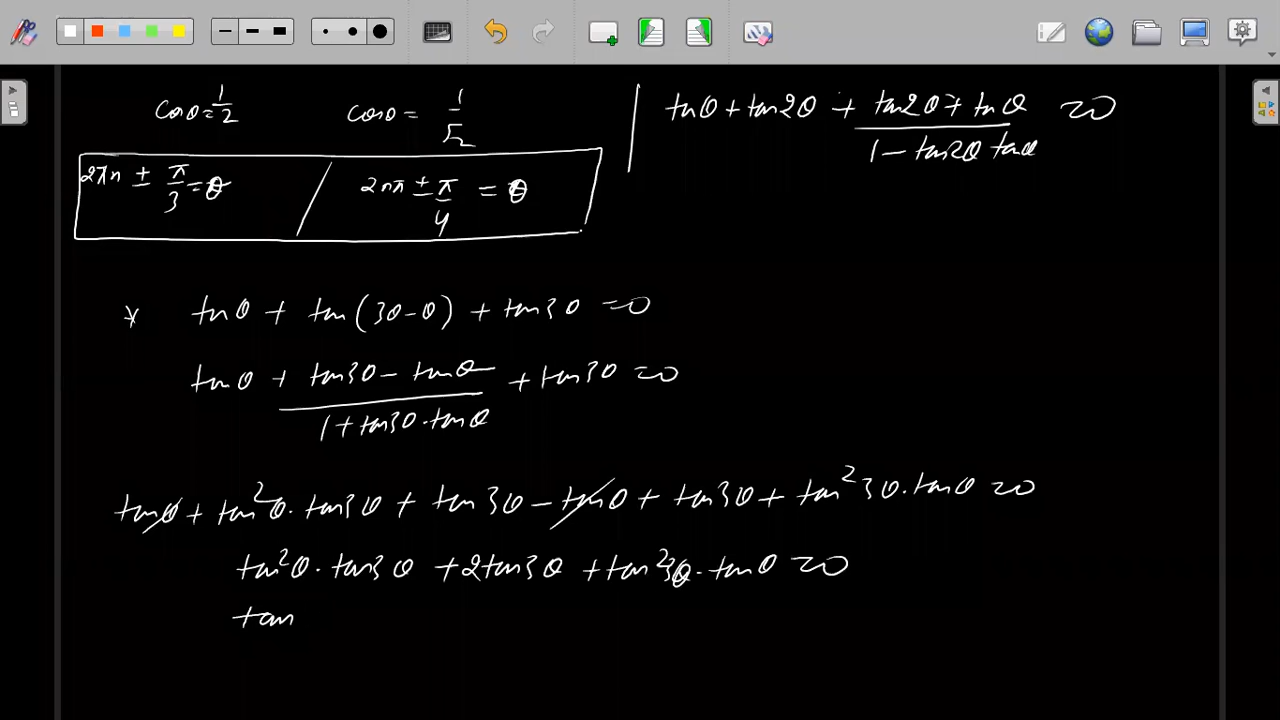 cosθ = 1/2    cosθ = 1/√2
2πn ± π/3 = θ / 2nπ ± π/4 = θ
tanθ + tan2θ + (tan2θ + tanθ)/(1 - tan2θ tanθ) = 0
* tanθ + tan(3θ-θ) + tan3θ = 0
tanθ + (tan3θ - tanθ)/(1 + tan3θ·tanθ) + tan3θ = 0
tanθ + tan²θ·tan3θ + tan3θ - tanθ + tan3θ + tan²3θ·tanθ = 0
tan²θ·tan3θ + 2tan3θ + tan²3θ·tanθ = 0
tan